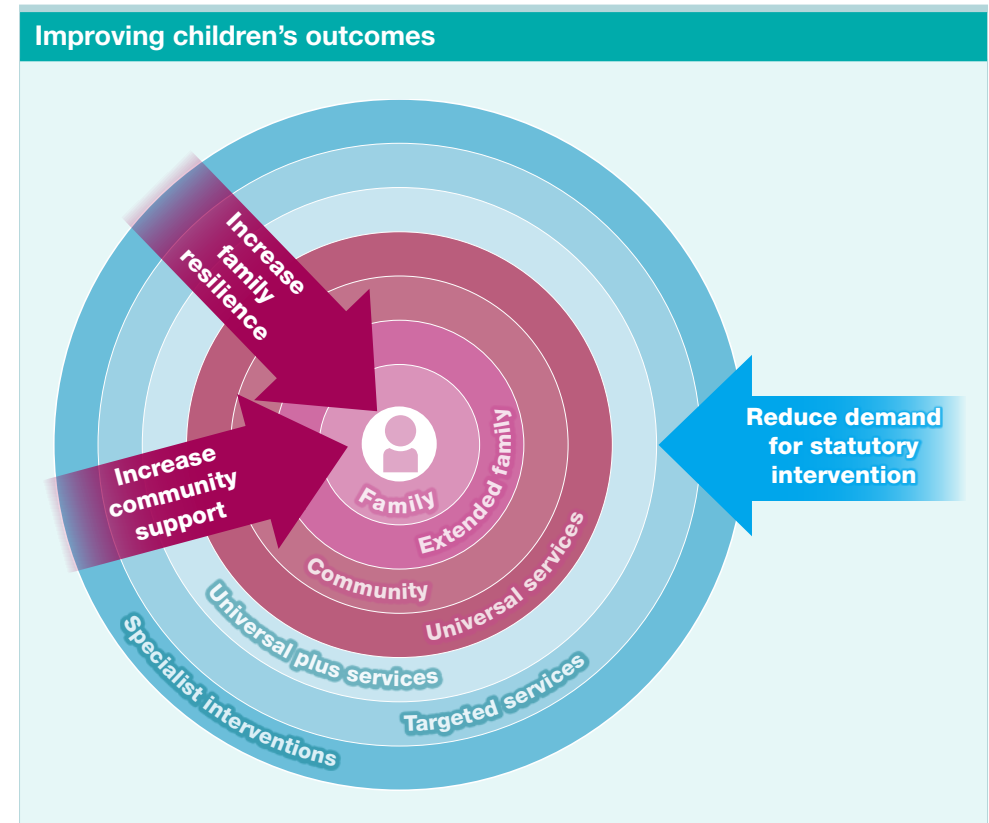 Improving children’s outcomes
Increase
family
resilience
Increase
community
support
Reduce demand
for statutory
intervention
Family
Extended family
Community
Universal services
Universal plus services
Targeted services
Specialist interventions